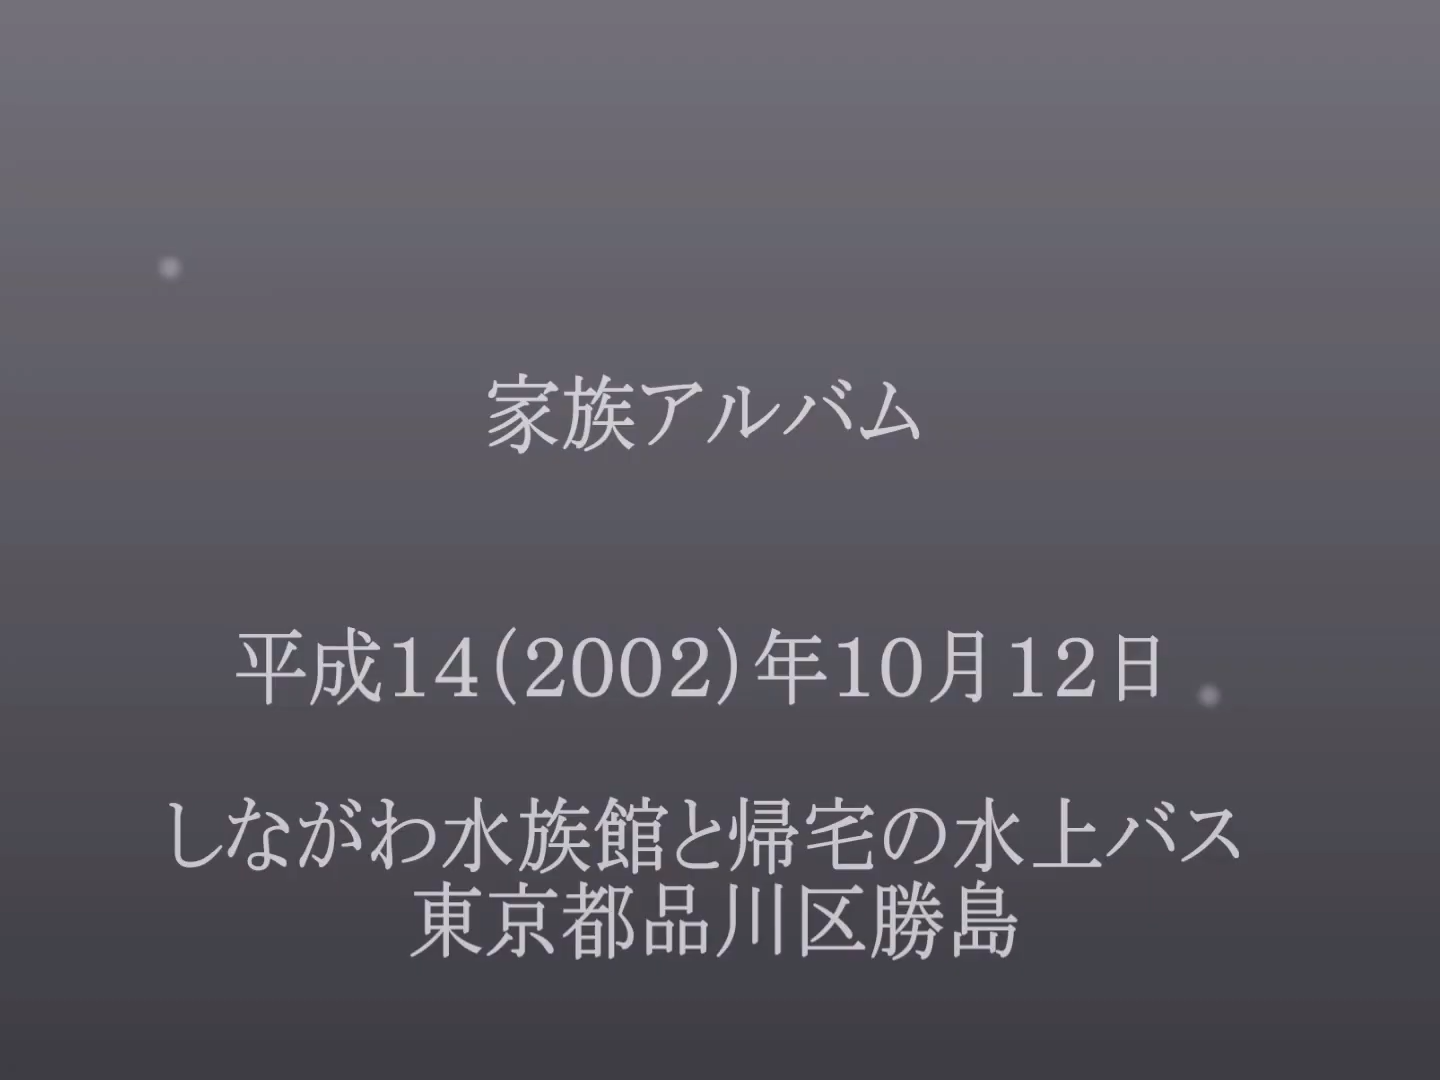 家族アルバム
平成14(2002)年10月12日
しながわ水族館と帰宅の水上バス
東京都品川区勝島